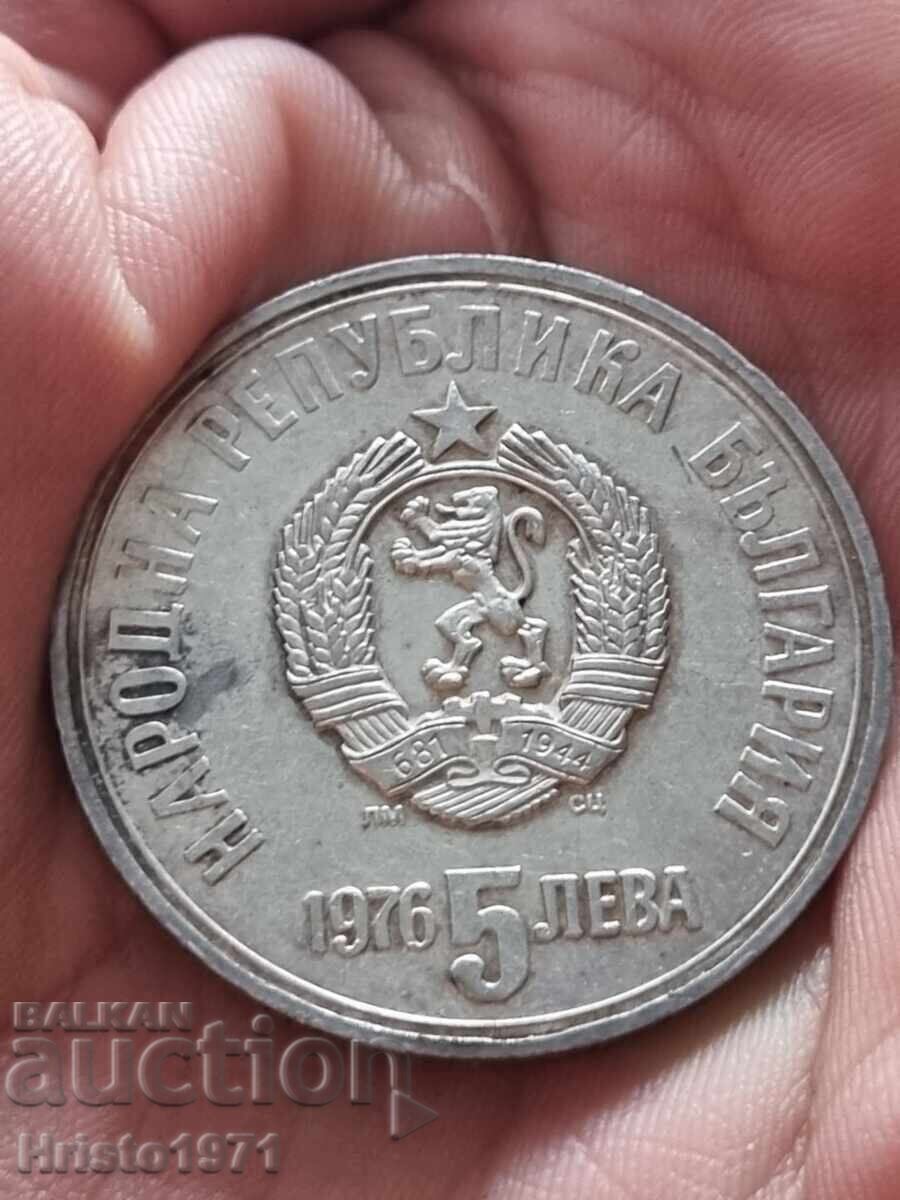 НАРОДНА РЕПУБЛИКА БЪЛГАРИЯ
681 1944
ЛМ СЦ
1976 5 ЛЕВА
BALKAN
auction
Hristo1971